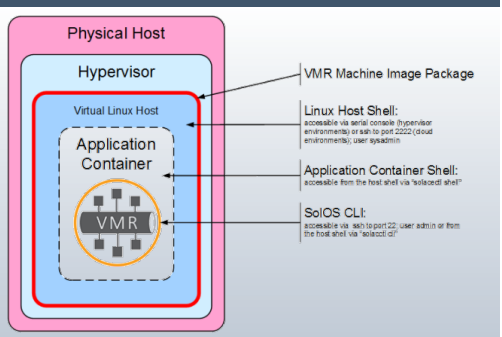 Physical Host
Hypervisor
Virtual Linux Host
Application
Container
VMR
VMR Machine Image Package
Linux Host Shell:
accessible via serial console (hypervisor
environments) or ssh to port 2222 (cloud
environments); user sysadmin
Application Container Shell:
accessible from the host shell via "solacectl shell"
SolOS CLI:
accessible via ssh to port 22; user admin or from
the host shell via "solacctl cli"